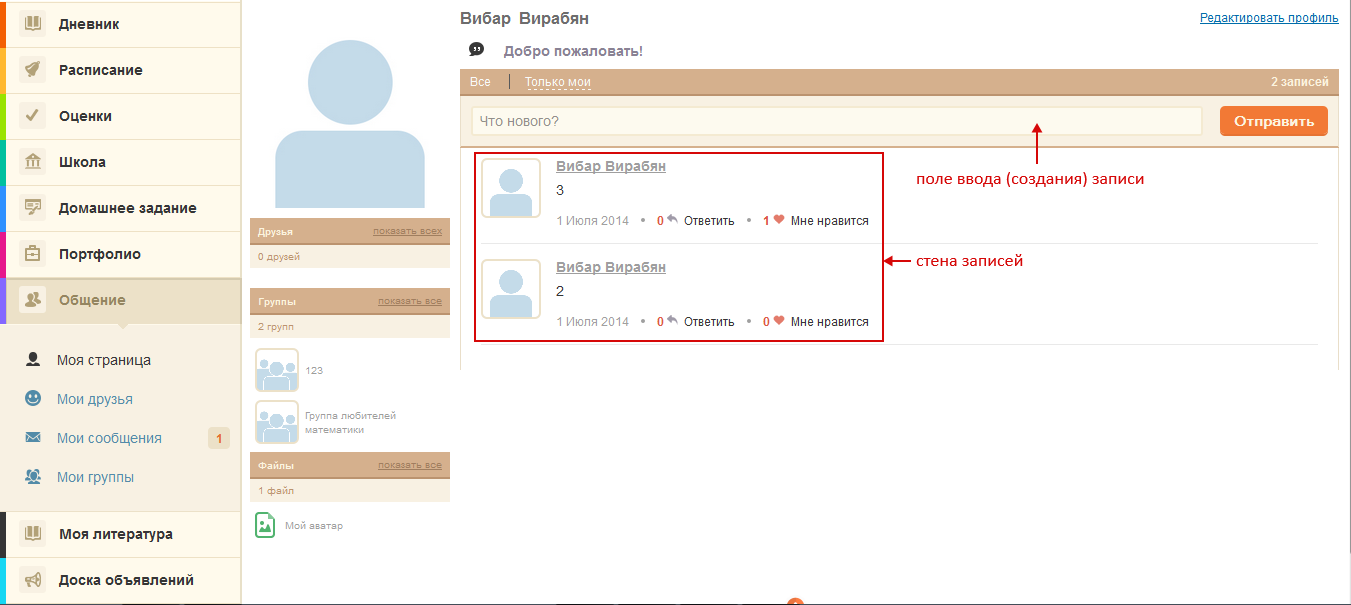 Дневник
Расписание
Оценки
Школа
Домашнее задание
Портфолио
Общение
Моя страница
Мои друзья
Мои сообщения 1
Мои группы
Моя литература
Доска объявлений
Друзья показать всех
0 друзей
Группы показать все
2 групп
123
Группа любителей
математики
Файлы показать все
1 файл
Мой аватар
Вибар Вирабян
Редактировать профиль
Добро пожаловать!
Все Только мои 2 записей
Что нового? Отправить
поле ввода (создания) записи
Вибар Вирабян
3
1 Июля 2014 • 0 Ответить • 1 Мне нравится
стена записей
Вибар Вирабян
2
1 Июля 2014 • 0 Ответить • 0 Мне нравится